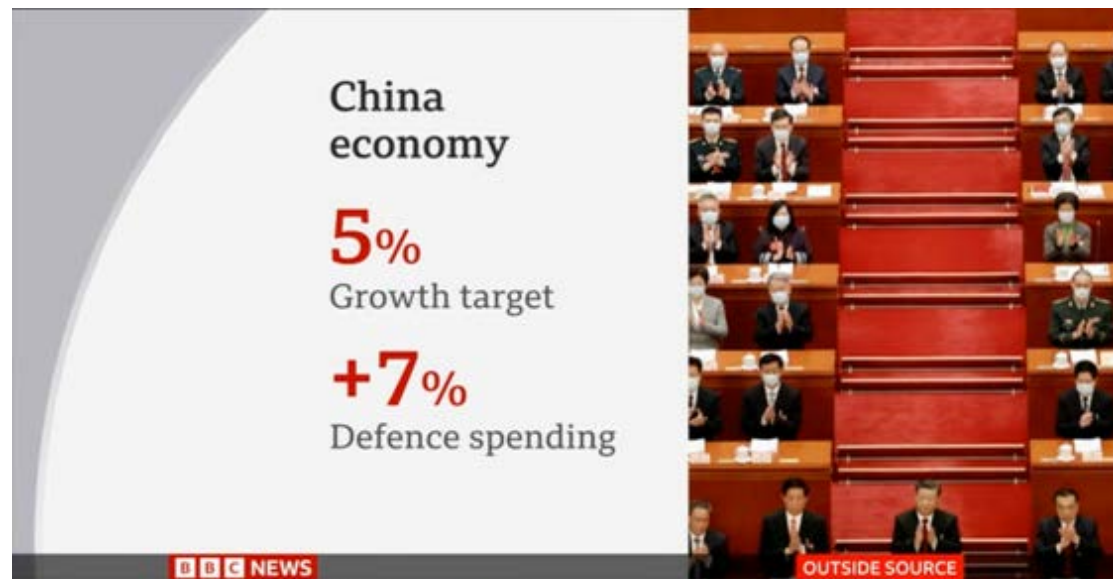 China
economy
5%
Growth target
+7%
Defence spending
BBC NEWS
OUTSIDE SOURCE